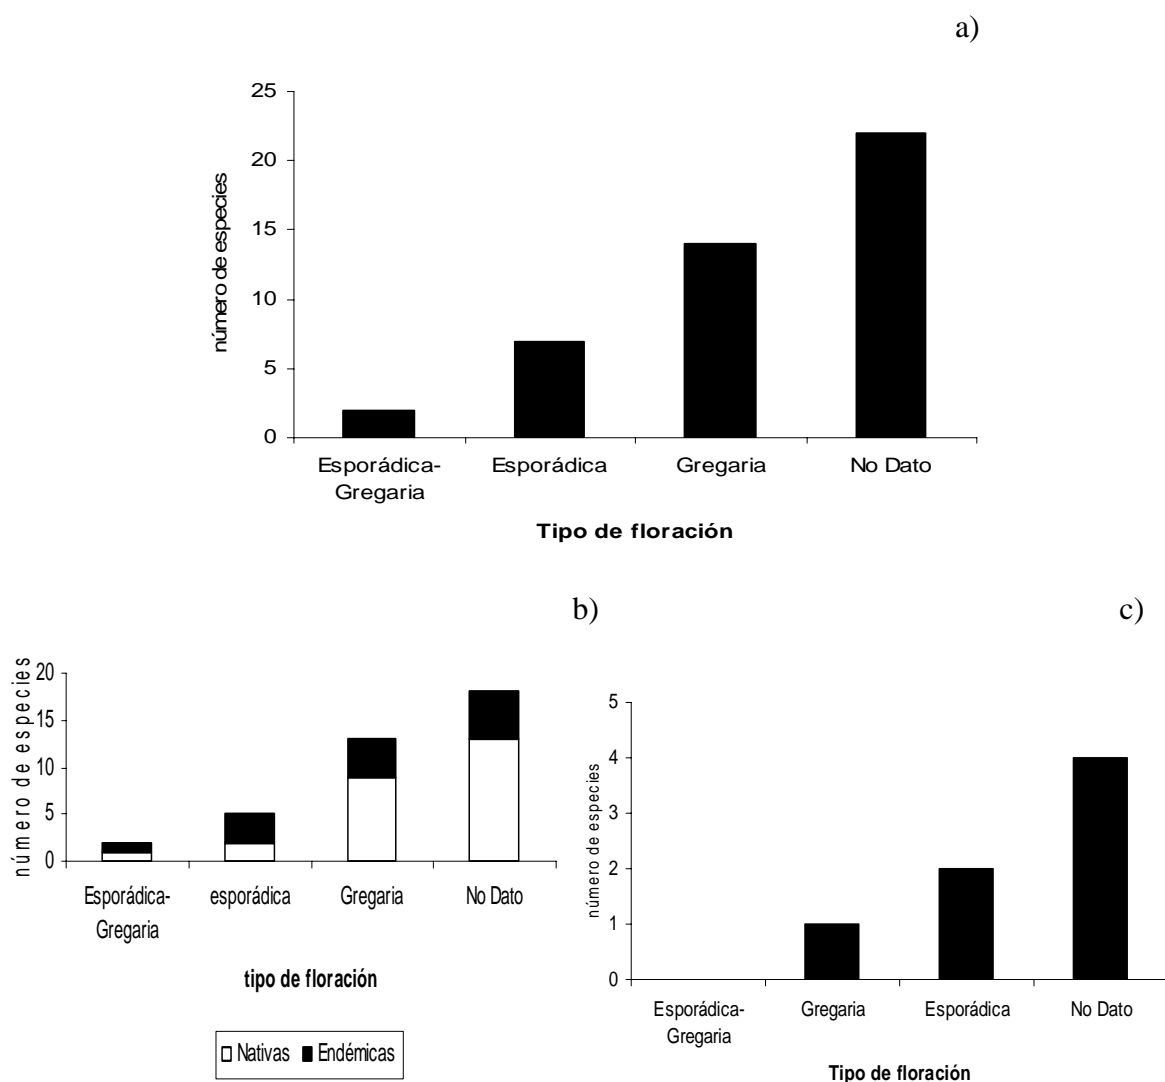 a)
25
20
15
10
5
0
número de especies
Esporádica-
Gregaria
Esporádica
Gregaria
No Dato
Tipo de floración
b)
20
15
10
5
0
número de especies
Esporádica-
Gregaria
esporádica
Gregaria
No Dato
tipo de floración
Nativas
Endémicas
c)
5
4
3
2
1
0
número de especies
Esporádica-
Gregaria
Gregaria
Esporádica
No Dato
Tipo de floración